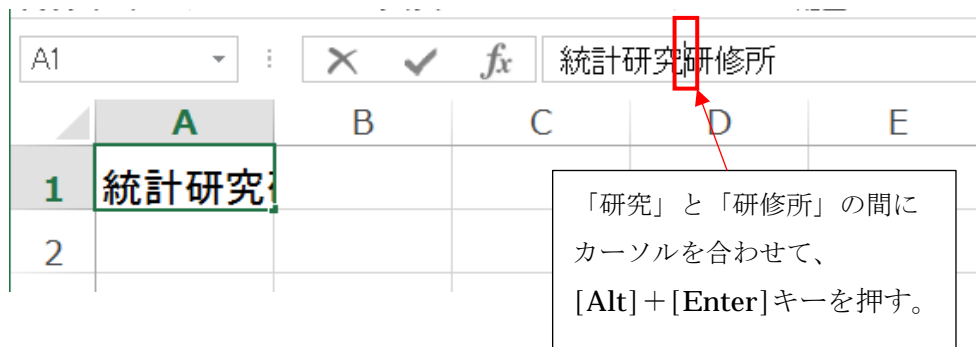 A1 fx 統計研究研修所
A B C D E
1 統計研究
2
「研究」と「研修所」の間に
カーソルを合わせて、
[Alt]＋[Enter]キーを押す。